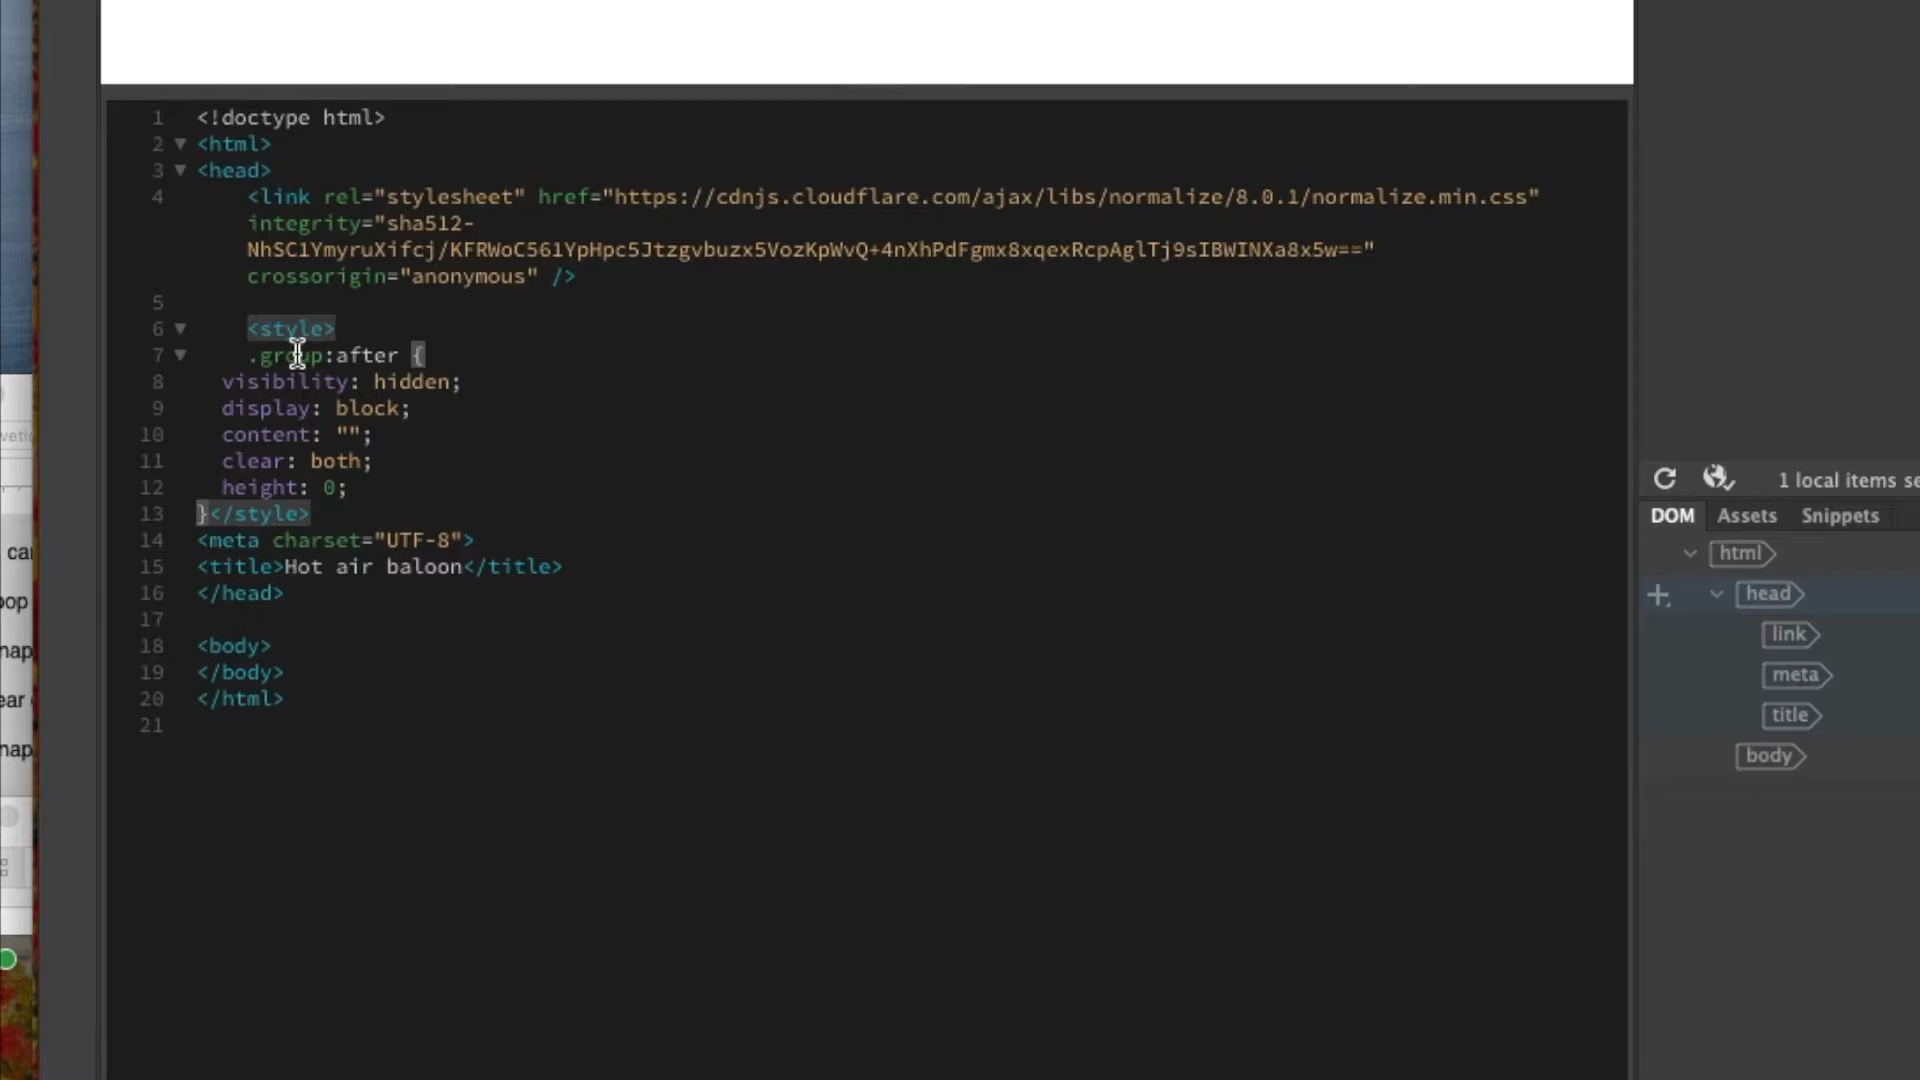 1 <!doctype html>
2 <html>
3 <head>
4 <link rel="stylesheet" href="https://cdnjs.cloudflare.com/ajax/libs/normalize/8.0.1/normalize.min.css"
integrity="sha512-
NhSC1YmyruXifcj/KFRWoC561YpHpc5Jtzgvbuzx5VozKpWvQ+4nXhPdFgmx8xqexRcpAglTj9sIBWINXa8x5w=="
crossorigin="anonymous" />
5
6 <style>
7 .group:after {
8 visibility: hidden;
9 display: block;
10 content: "";
11 clear: both;
12 height: 0;
13 }</style>
14 <meta charset="UTF-8">
15 <title>Hot air baloon</title>
16 </head>
17
18 <body>
19 </body>
20 </html>
21
1 local items se
DOM Assets Snippets
html
head
link
meta
title
body